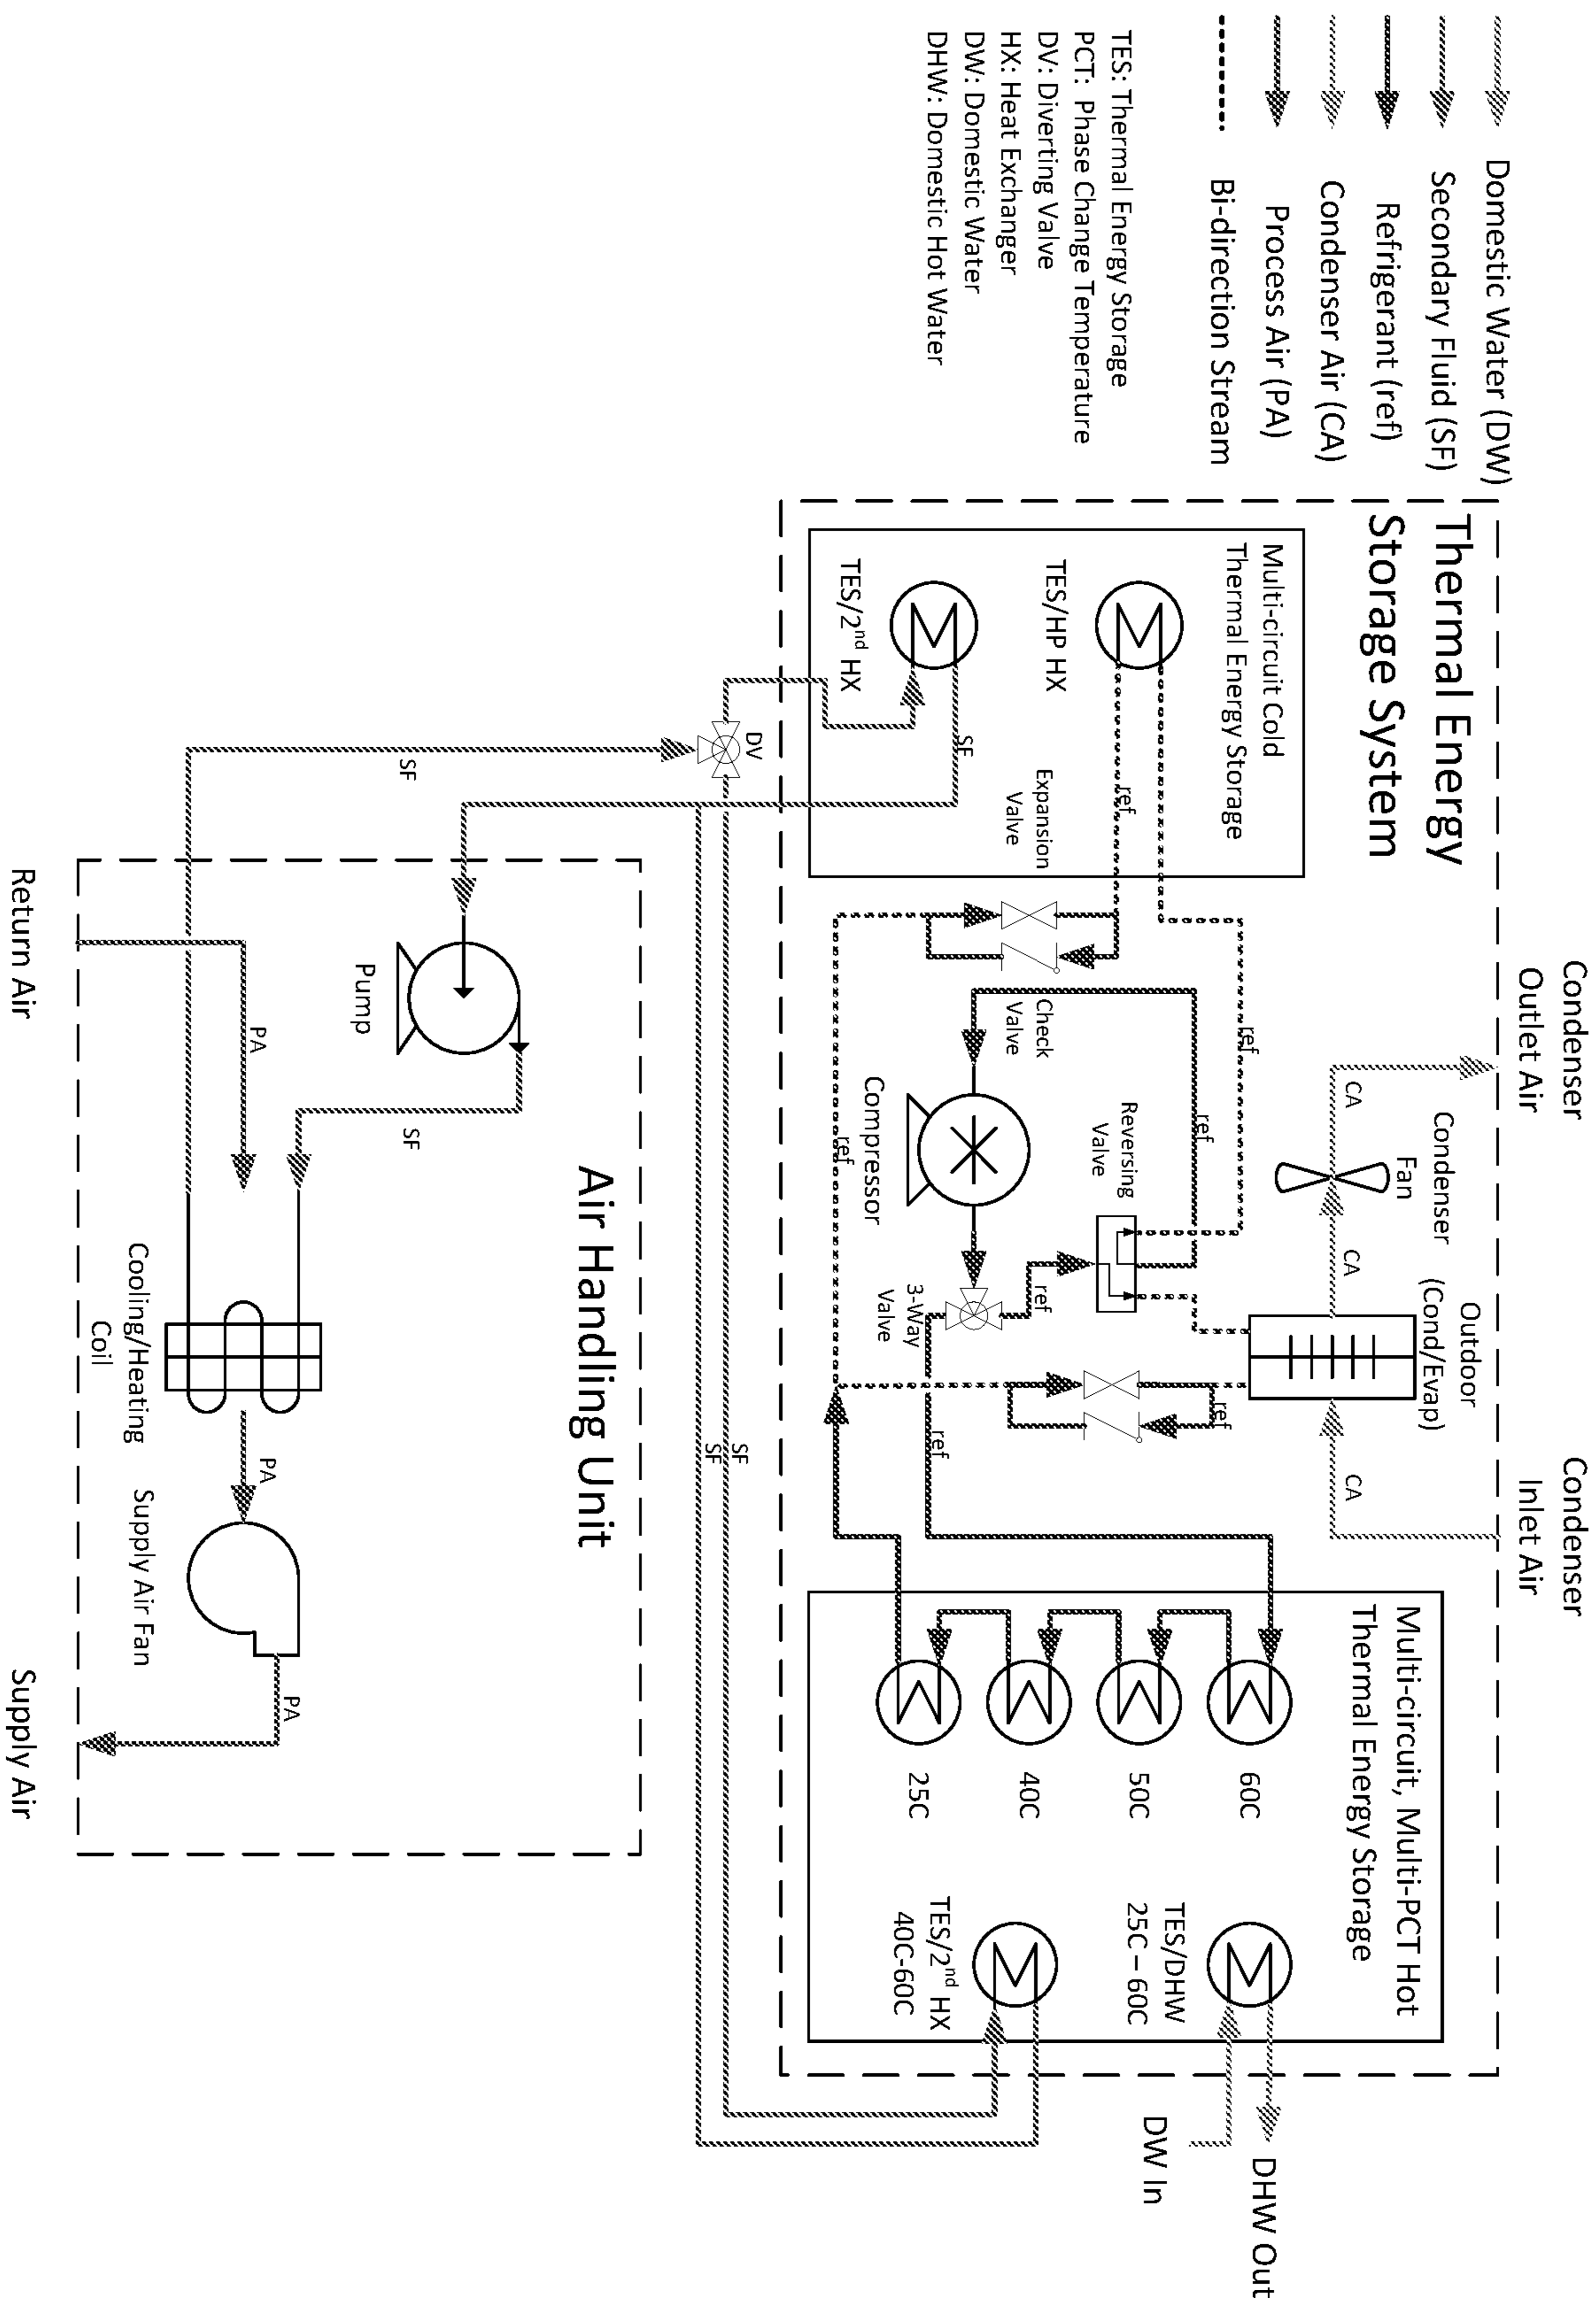 Domestic Water (DW)
Secondary Fluid (SF)
Refrigerant (ref)
Condenser Air (CA)
Process Air (PA)
Bi-direction Stream
TES: Thermal Energy Storage
PCT: Phase Change Temperature
DV: Diverting Valve
HX: Heat Exchanger
DW: Domestic Water
DHW: Domestic Hot Water
Condenser
Outlet Air
Condenser
Inlet Air
Thermal Energy
Storage System
Multi-circuit Cold
Thermal Energy Storage
TES/HP HX
TES/2nd HX
SF
ref
Expansion
Valve
Check
Valve
ref
ref
ref
Compressor
Reversing
Valve
3-Way
Valve
ref
ref
ref
CA
CA
CA
Condenser
Fan
Outdoor
(Cond/Evap)
Multi-circuit, Multi-PCT Hot
Thermal Energy Storage
60C
50C
40C
25C
TES/DHW
25C – 60C
TES/2nd HX
40C-60C
DHW Out
DW In
DV
SF
SF
SF
Air Handling Unit
Pump
SF
PA
Cooling/Heating
Coil
PA
Supply Air Fan
PA
Return Air
Supply Air